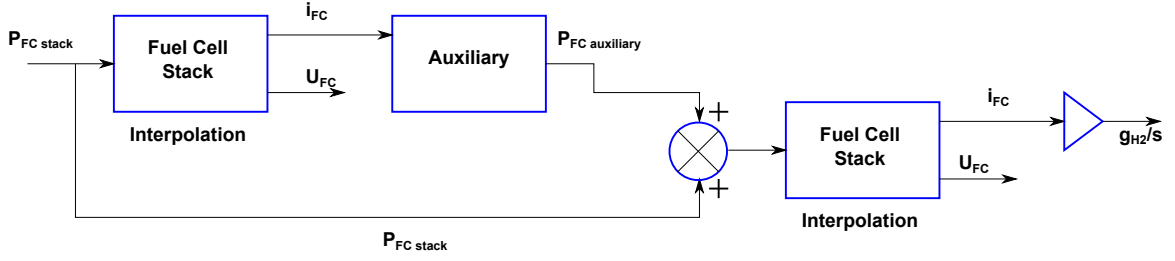 P_FC stack
Fuel Cell
Stack
Interpolation
i_FC
U_FC
Auxiliary
P_FC auxiliary
+
+
P_FC stack
Fuel Cell
Stack
Interpolation
i_FC
U_FC
g_H2/s